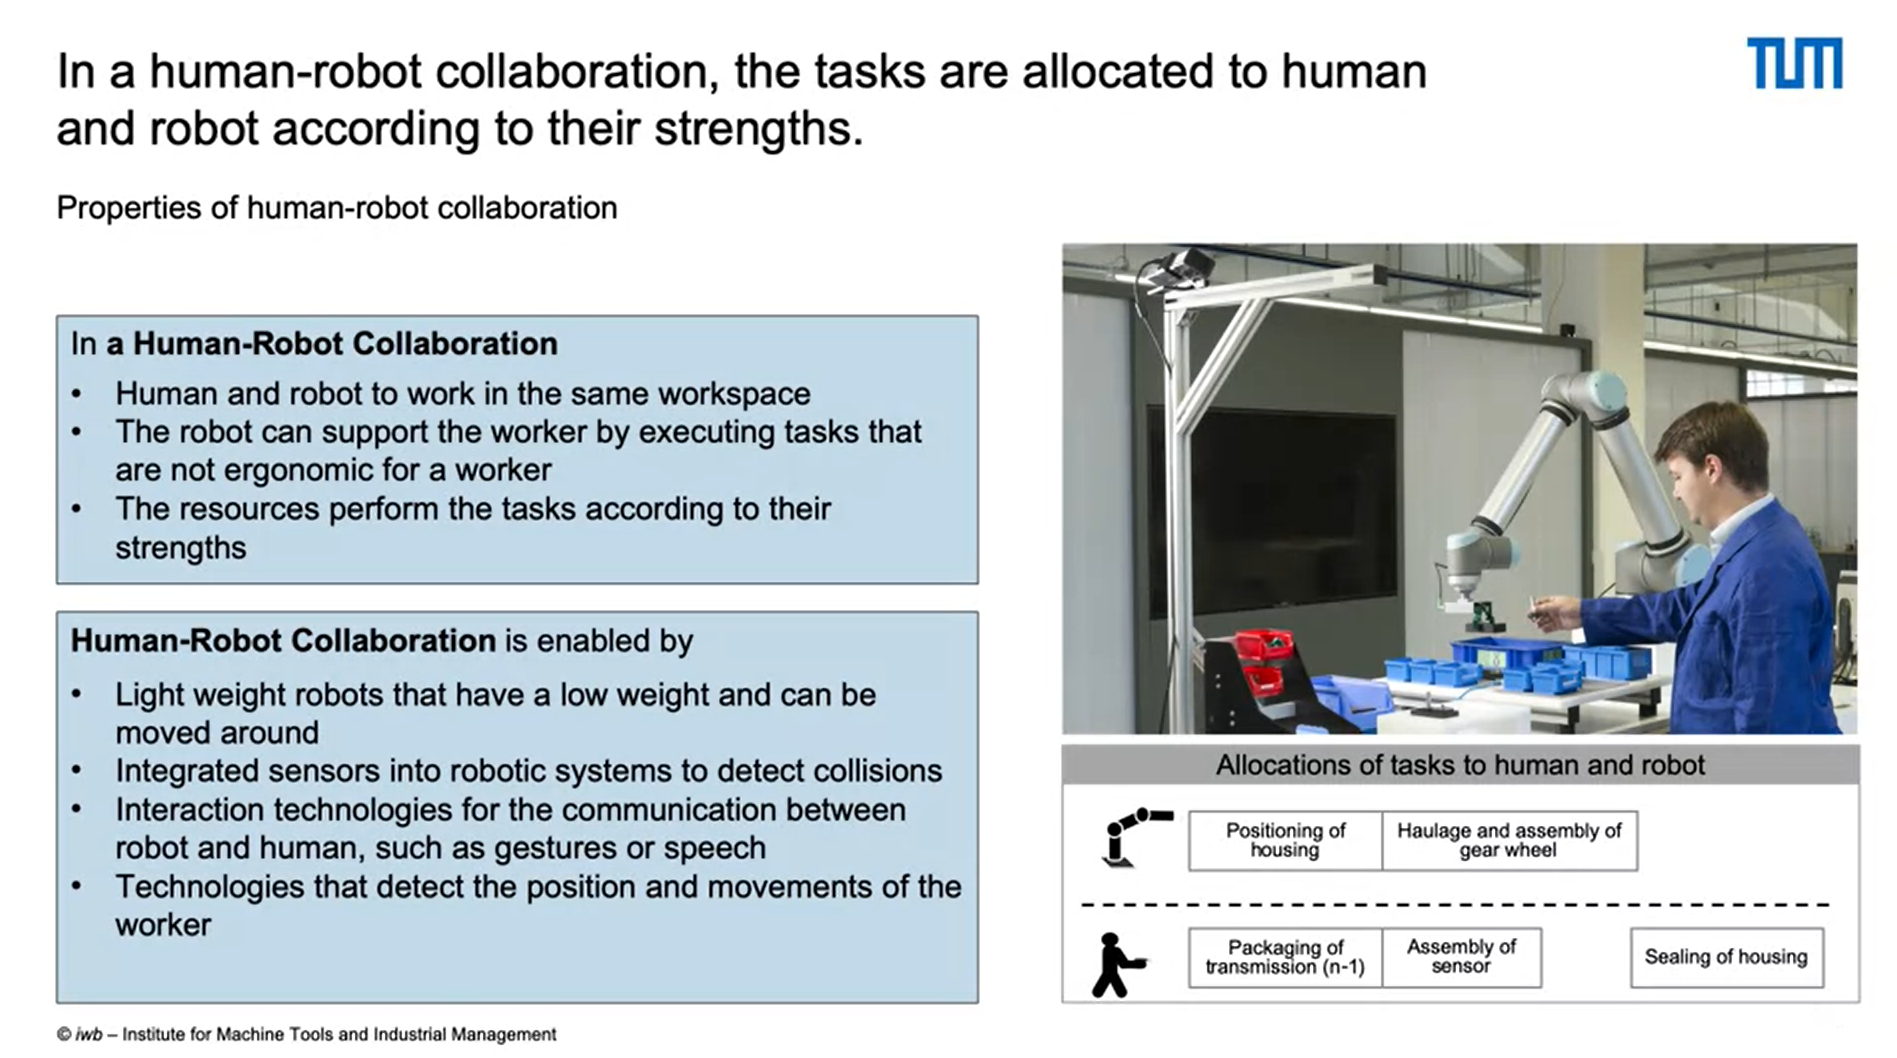 In a human-robot collaboration, the tasks are allocated to human
and robot according to their strengths.
TUM
Properties of human-robot collaboration
In a Human-Robot Collaboration
• Human and robot to work in the same workspace
• The robot can support the worker by executing tasks that
are not ergonomic for a worker
• The resources perform the tasks according to their
strengths
Human-Robot Collaboration is enabled by
• Light weight robots that have a low weight and can be
moved around
• Integrated sensors into robotic systems to detect collisions
• Interaction technologies for the communication between
robot and human, such as gestures or speech
• Technologies that detect the position and movements of the
worker
Allocations of tasks to human and robot
Positioning of
housing
Haulage and assembly of
gear wheel
Packaging of
transmission (n-1)
Assembly of
sensor
Sealing of housing
© iwb – Institute for Machine Tools and Industrial Management